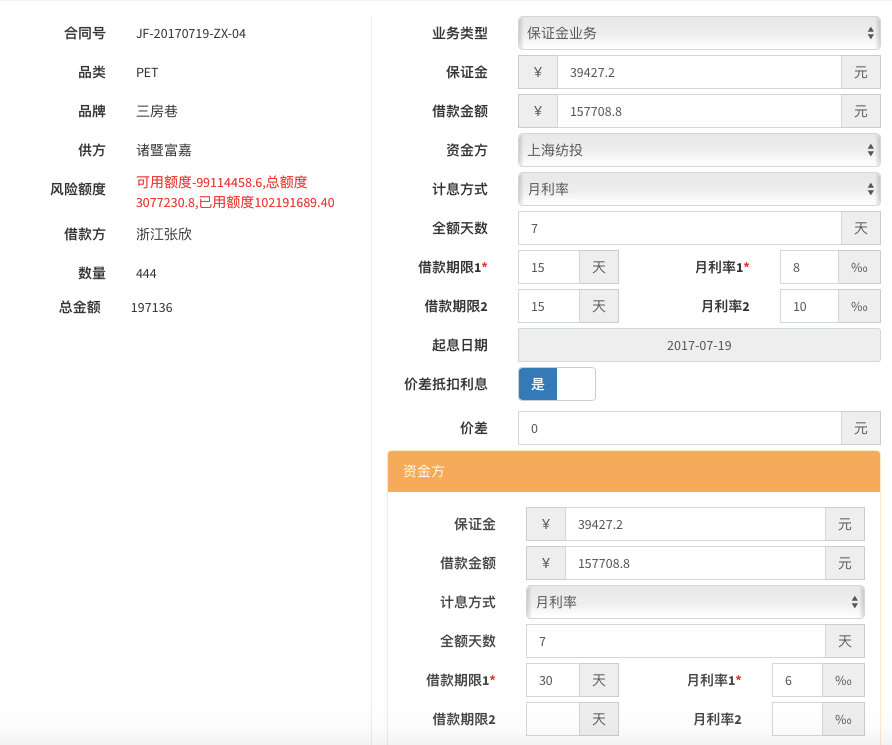 合同号 JF-20170719-ZX-04
品类 PET
品牌 三房巷
供方 诸暨富嘉
风险额度 可用额度-99114458.6,总额度
3077230.8,已用额度102191689.40
借款方 浙江张欣
数量 444
总金额 197136
业务类型 保证金业务
保证金 ¥ 39427.2 元
借款金额 ¥ 157708.8 元
资金方 上海纺投
计息方式 月利率
全额天数 7 天
借款期限1* 15 天 月利率1* 8 ‰
借款期限2 15 天 月利率2 10 ‰
起息日期 2017-07-19
价差抵扣利息 是
价差 0 元
资金方
保证金 ¥ 39427.2 元
借款金额 ¥ 157708.8 元
计息方式 月利率
全额天数 7 天
借款期限1* 30 天 月利率1* 6 ‰
借款期限2 天 月利率2 ‰